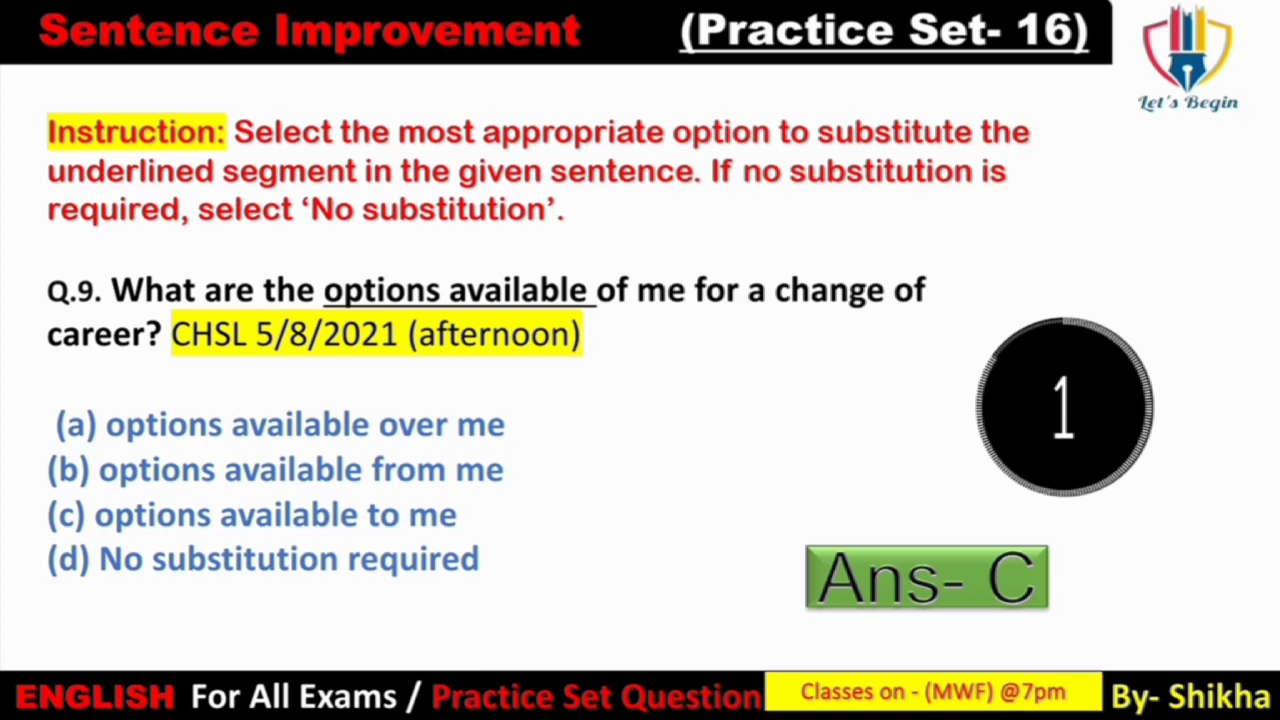 Sentence Improvement (Practice Set- 16)
Let's Begin
Instruction: Select the most appropriate option to substitute the
underlined segment in the given sentence. If no substitution is
required, select ‘No substitution’.
Q.9. What are the options available of me for a change of
career? CHSL 5/8/2021 (afternoon)
1
(a) options available over me
(b) options available from me
(c) options available to me
(d) No substitution required
Ans- C
ENGLISH For All Exams / Practice Set Question Classes on - (MWF) @7pm By- Shikha